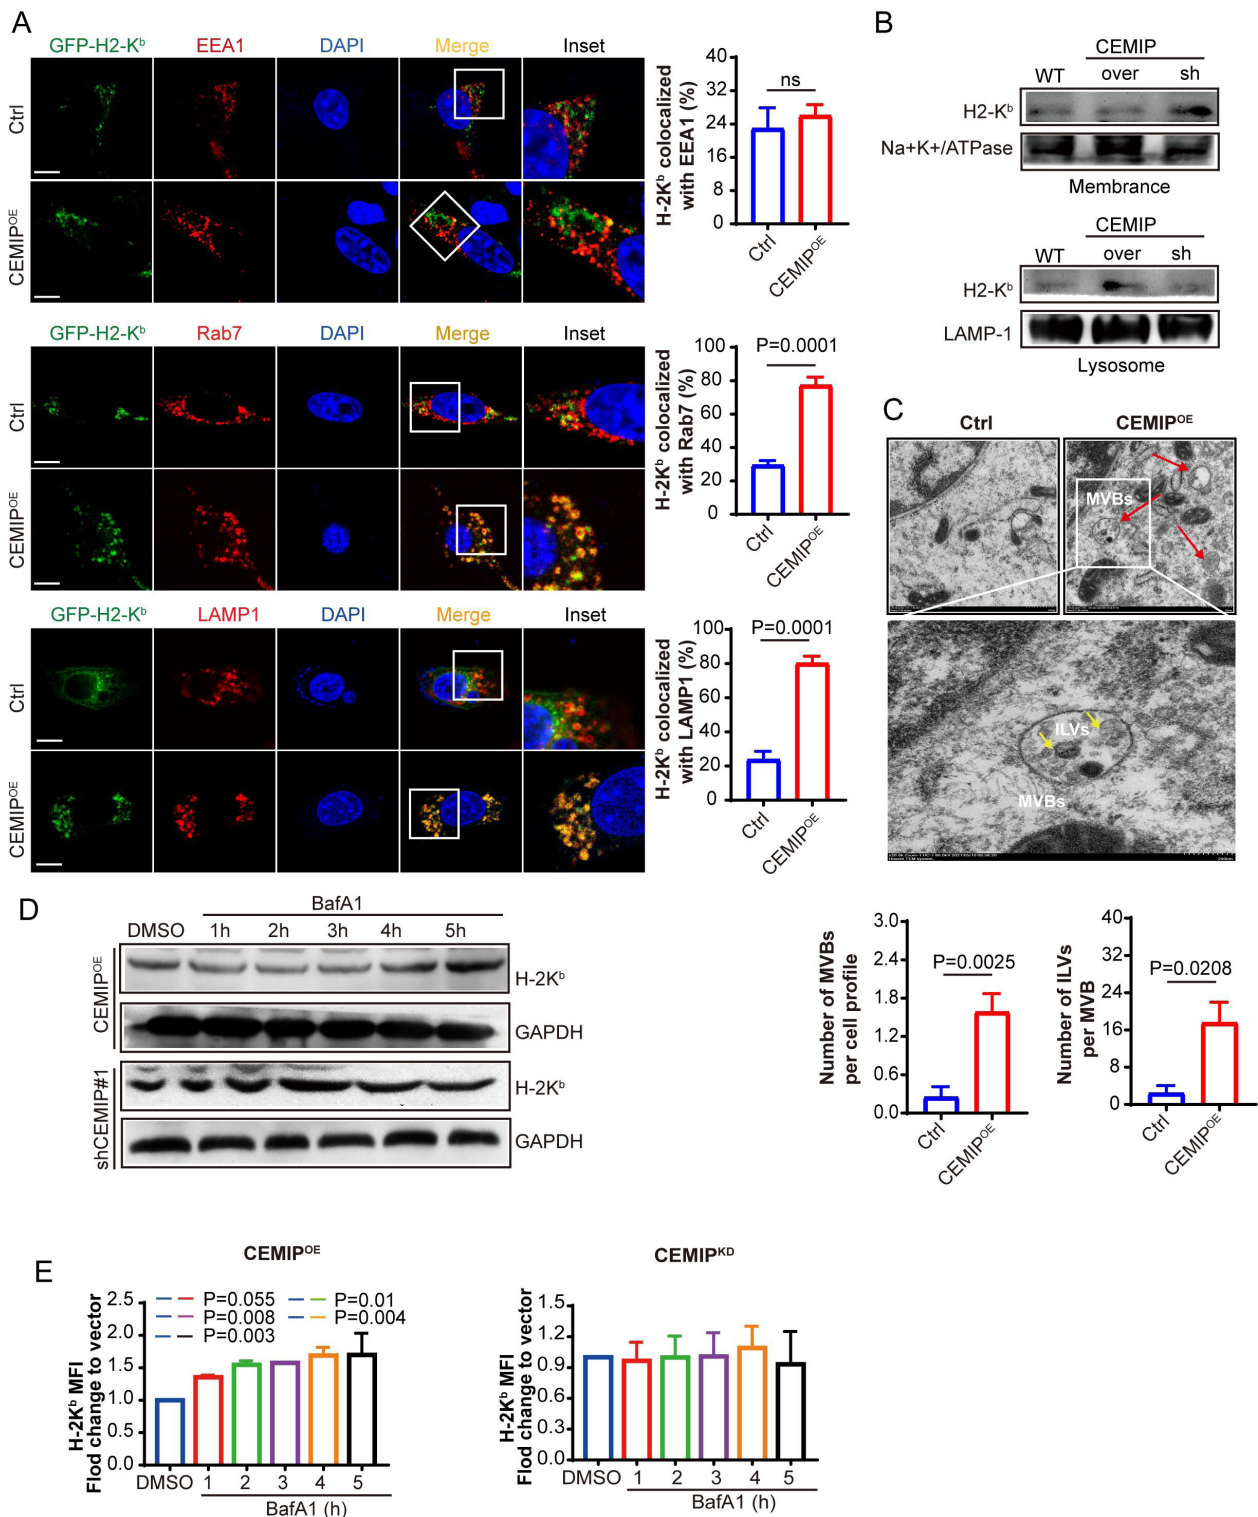 A
GFP-H2-Kᵇ EEA1 DAPI Merge Inset
Ctrl
CEMIPᴼᴱ
H-2Kᵇ colocalized
with EEA1 (%)
40
32
24
16
8
0
ns
Ctrl
CEMIPᴼᴱ
GFP-H2-Kᵇ Rab7 DAPI Merge Inset
Ctrl
CEMIPᴼᴱ
H-2Kᵇ colocalized
with Rab7 (%)
100
80
60
40
20
0
P=0.0001
Ctrl
CEMIPᴼᴱ
GFP-H2-Kᵇ LAMP1 DAPI Merge Inset
Ctrl
CEMIPᴼᴱ
H-2Kᵇ colocalized
with LAMP1 (%)
100
80
60
40
20
0
P=0.0001
Ctrl
CEMIPᴼᴱ
B
CEMIP
WT over sh
H2-Kᵇ
Na+K+/ATPase
Membrance
CEMIP
WT over sh
H2-Kᵇ
LAMP-1
Lysosome
C
Ctrl CEMIPᴼᴱ
MVBs
ILVs
MVBs
Number of MVBs
per cell profile
3.0
2.4
1.8
1.2
0.6
0.0
P=0.0025
Ctrl
CEMIPᴼᴱ
Number of ILVs
per MVB
40
32
24
16
8
0
P=0.0208
Ctrl
CEMIPᴼᴱ
D
BafA1
DMSO 1h 2h 3h 4h 5h
CEMIPᴼᴱ
H-2Kᵇ
GAPDH
shCEMIP#1
H-2Kᵇ
GAPDH
E
CEMIPᴼᴱ
H-2Kᵇ MFI
Flod change to vector
2.5
2.0
1.5
1.0
0.5
0.0
P=0.055 P=0.01
P=0.008 P=0.004
P=0.003
DMSO 1 2 3 4 5
BafA1 (h)
CEMIPᴷᴰ
H-2Kᵇ MFI
Flod change to vector
1.5
1.2
0.9
0.6
0.3
0.0
DMSO 1 2 3 4 5
BafA1 (h)